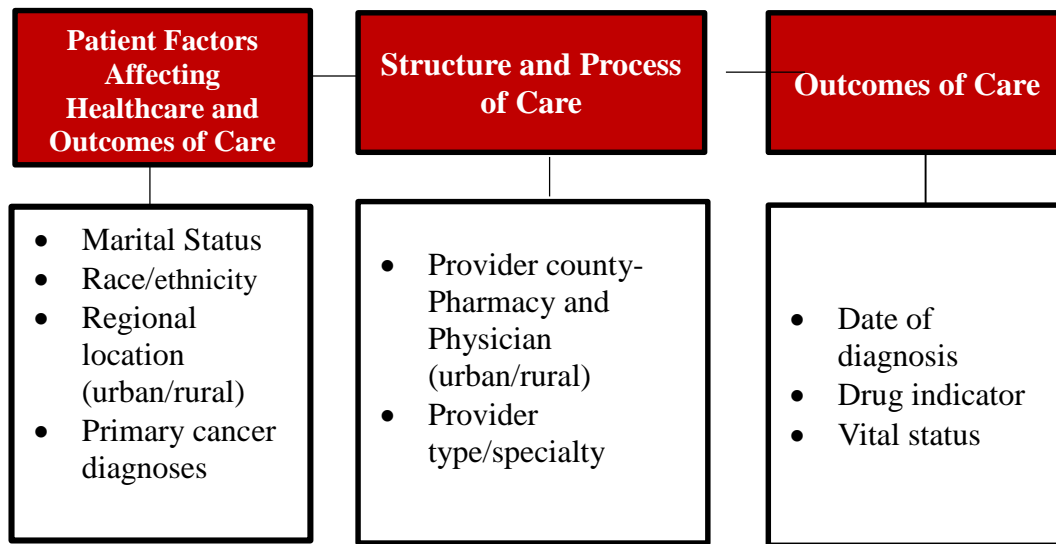 Patient Factors
Affecting
Healthcare and
Outcomes of Care
Structure and Process
of Care
Outcomes of Care
• Marital Status
• Race/ethnicity
• Regional
location
(urban/rural)
• Primary cancer
diagnoses
• Provider county-
Pharmacy and
Physician
(urban/rural)
• Provider
type/specialty
• Date of
diagnosis
• Drug indicator
• Vital status